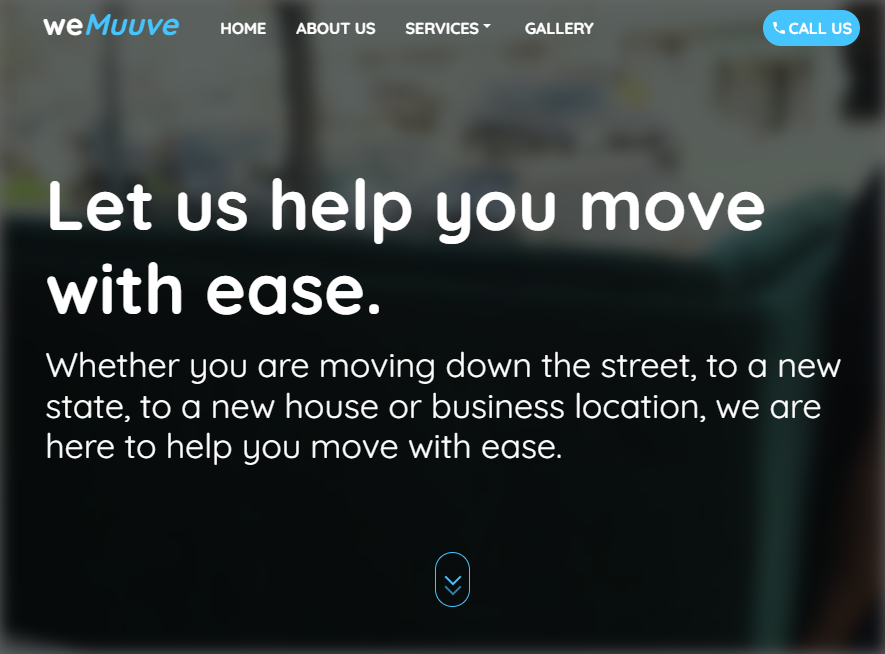 weMuuve HOME ABOUT US SERVICES GALLERY CALL US
Let us help you move
with ease.
Whether you are moving down the street, to a new
state, to a new house or business location, we are
here to help you move with ease.